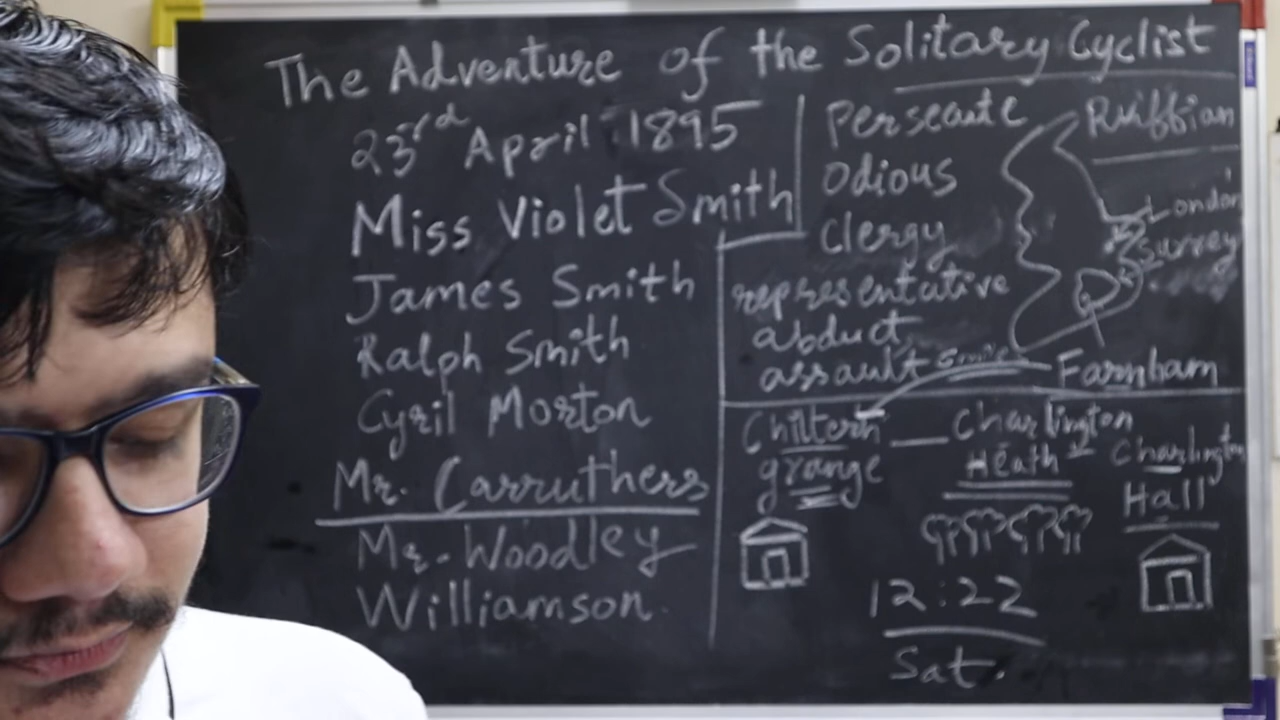 The Adventure of the Solitary Cyclist
23rd April 1895
Miss Violet Smith
James Smith
Ralph Smith
Cyril Morton
Mr. Carruthers
Mr. Woodley
Williamson.
Persecute
Odious
Clergy
representative
abduct
assault
Ruffian
London
Surrey
Farnham
6 miles
Chiltern
grange
Charlington
Heath
Charlington
Hall
12:22
Sat.